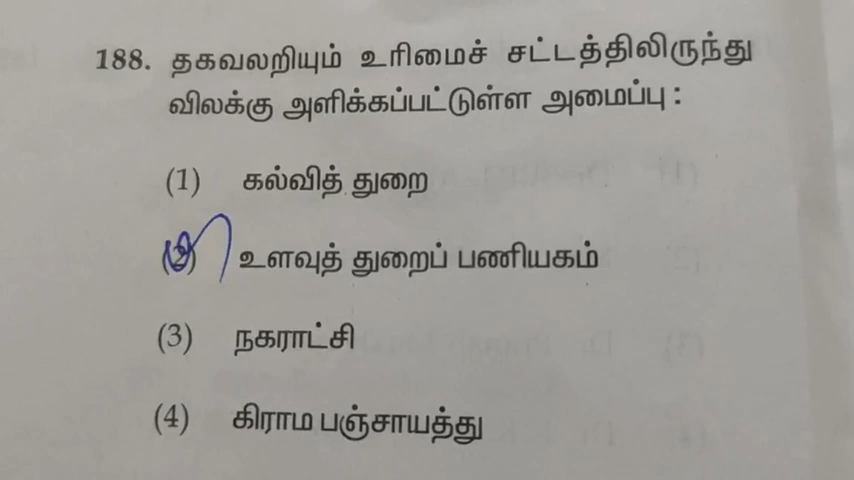 188. தகவலறியும் உரிமைச் சட்டத்திலிருந்து
விலக்கு அளிக்கப்பட்டுள்ள அமைப்பு :
(1) கல்வித் துறை
(2) உளவுத் துறைப் பணியகம்
(3) நகராட்சி
(4) கிராம பஞ்சாயத்து